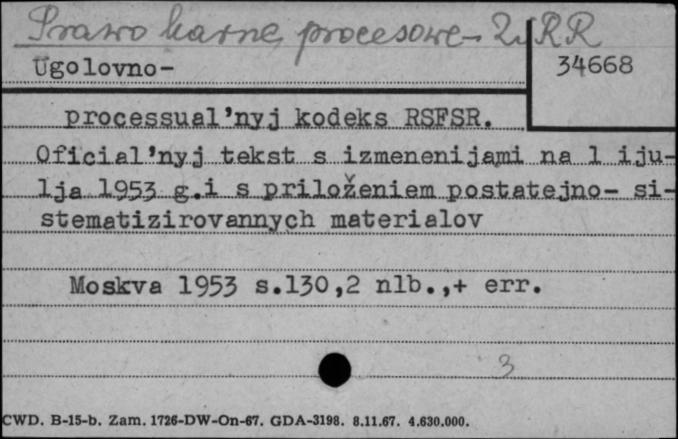 Prawo karne procesowe - ZSRR
Ugolovno-
34668
processual'nyj kodeks RSFSR.
Oficial'nyj tekst s izmenenijami na 1 iju-
lja 1953 g.i s priloženiem postatejno- si-
stematizirovannych materialov
Moskva 1953 s.130,2 nlb.,+ err.
3
CWD. B-15-b. Zam. 1726-DW-On-67. GDA-3198. 8.11.67. 4.630.000.